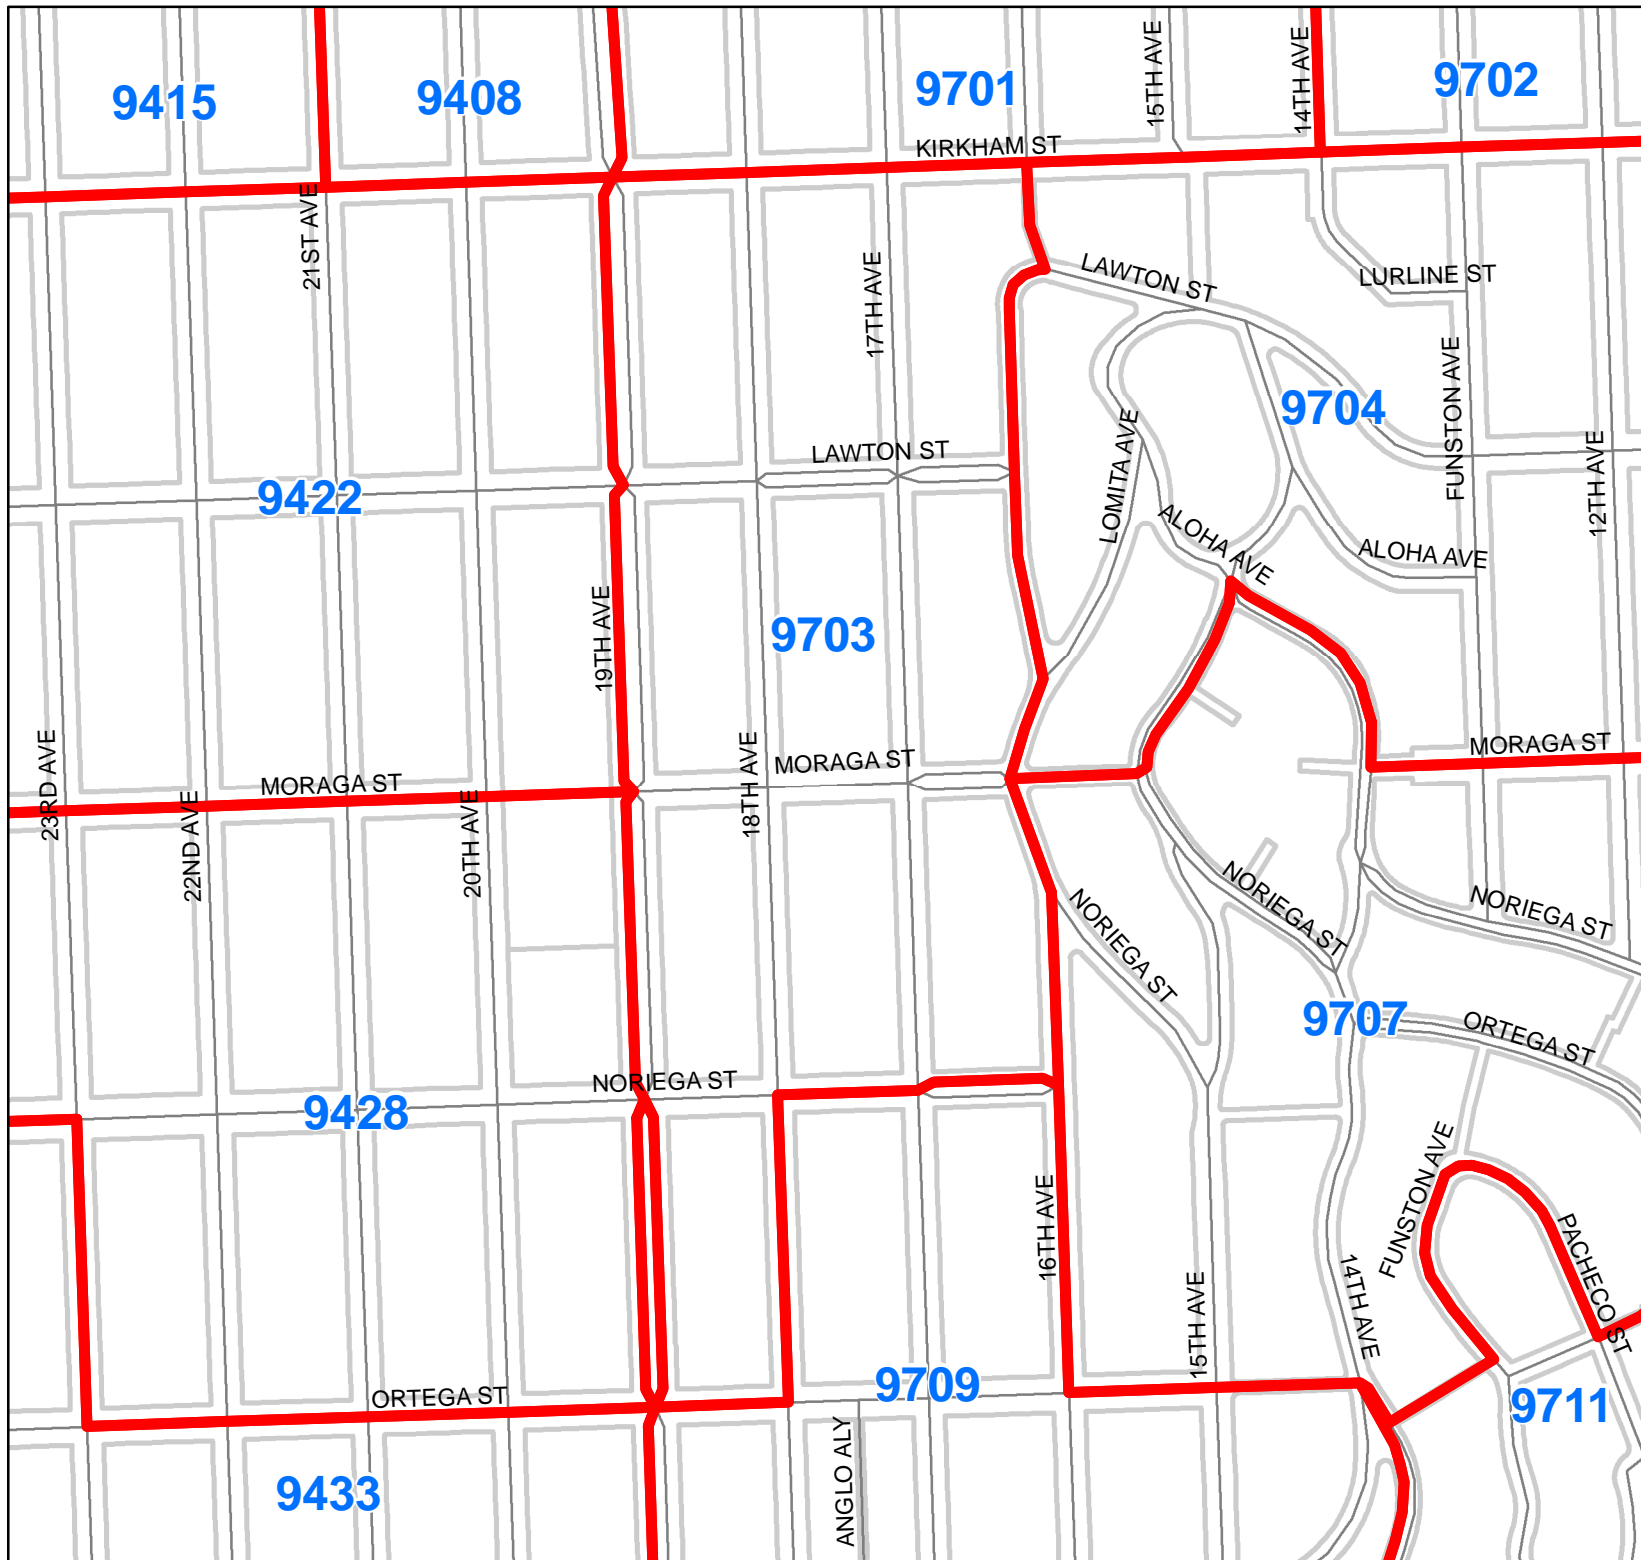 9415
9408
9701
15TH AVE
14TH AVE
9702
KIRKHAM ST
21ST AVE
17TH AVE
LAWTON ST
LURLINE ST
FUNSTON AVE
9704
LOMITA AVE
12TH AVE
LAWTON ST
9422
ALOHA AVE
ALOHA AVE
19TH AVE
9703
23RD AVE
MORAGA ST
22ND AVE
20TH AVE
18TH AVE
MORAGA ST
MORAGA ST
NORIEGA ST
NORIEGA ST
NORIEGA ST
9707
ORTEGA ST
NORIEGA ST
9428
FUNSTON AVE
16TH AVE
PACHECO ST
14TH AVE
15TH AVE
ORTEGA ST
9709
9711
ANGLO ALY
9433